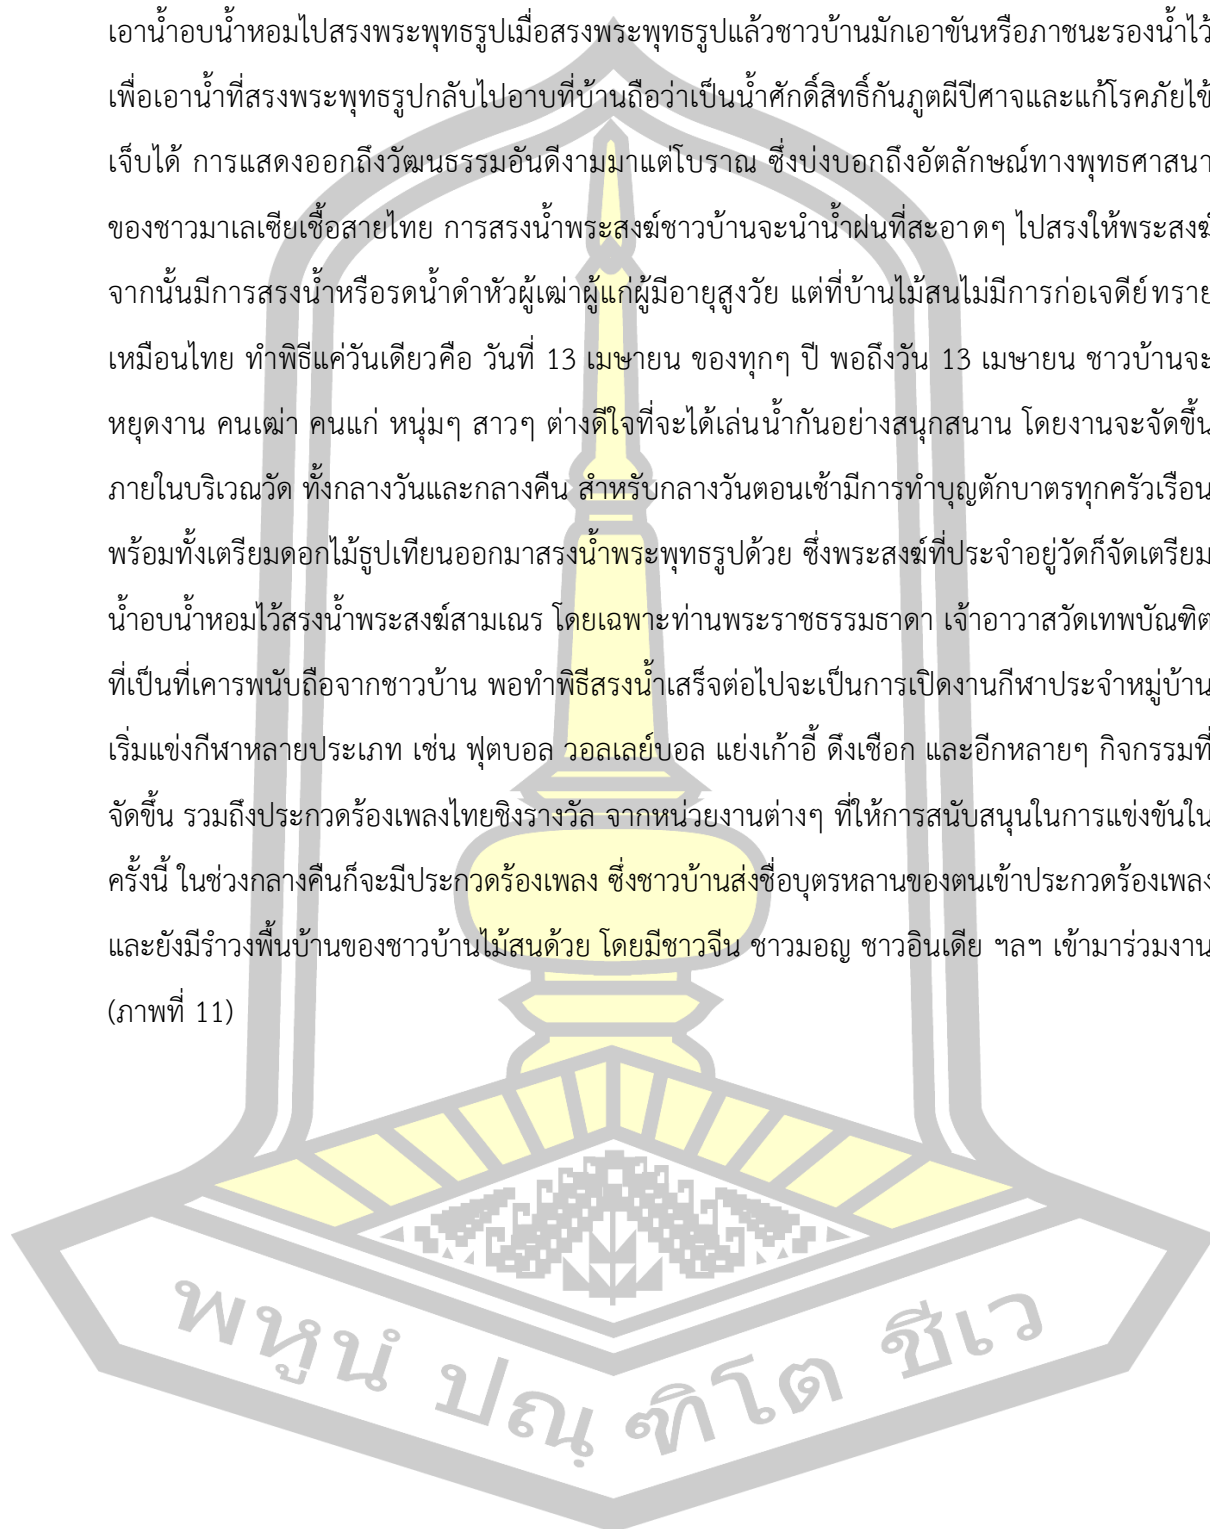 เอาน้ำอบน้ำหอมไปสรงพระพุทธรูปเมื่อสรงพระพุทธรูปแล้วชาวบ้านมักเอาขันหรือภาชนะรองน้ำไว้
เพื่อเอาน้ำที่สรงพระพุทธรูปกลับไปอาบที่บ้านถือว่าเป็นน้ำศักดิ์สิทธิ์กันภูตผีปีศาจและแก้โรคภัยไข้
เจ็บได้ การแสดงออกถึงวัฒนธรรมอันดีงามมาแต่โบราณ ซึ่งบ่งบอกถึงอัตลักษณ์ทางพุทธศาสนา
ของชาวมาเลเซียเชื้อสายไทย การสรงน้ำพระสงฆ์ชาวบ้านจะนำน้ำฝนที่สะอาดๆ ไปสรงให้พระสงฆ์
จากนั้นมีการสรงน้ำหรือรดน้ำดำหัวผู้เฒ่าผู้แก่ผู้มีอายุสูงวัย แต่ที่บ้านไม้สนไม่มีการก่อเจดีย์ทราย
เหมือนไทย ทำพิธีแค่วันเดียวคือ วันที่ 13 เมษายน ของทุกๆ ปี พอถึงวัน 13 เมษายน ชาวบ้านจะ
หยุดงาน คนเฒ่า คนแก่ หนุ่มๆ สาวๆ ต่างดีใจที่จะได้เล่นน้ำกันอย่างสนุกสนาน โดยงานจะจัดขึ้น
ภายในบริเวณวัด ทั้งกลางวันและกลางคืน สำหรับกลางวันตอนเช้ามีการทำบุญตักบาตรทุกครัวเรือน
พร้อมทั้งเตรียมดอกไม้ธูปเทียนออกมาสรงน้ำพระพุทธรูปด้วย ซึ่งพระสงฆ์ที่ประจำอยู่วัดก็จัดเตรียม
น้ำอบน้ำหอมไว้สรงน้ำพระสงฆ์สามเณร โดยเฉพาะท่านพระราชธรรมธาดา เจ้าอาวาสวัดเทพบัณฑิต
ที่เป็นที่เคารพนับถือจากชาวบ้าน พอทำพิธีสรงน้ำเสร็จต่อไปจะเป็นการเปิดงานกีฬาประจำหมู่บ้าน
เริ่มแข่งกีฬาหลายประเภท เช่น ฟุตบอล วอลเลย์บอล แย่งเก้าอี้ ดึงเชือก และอีกหลายๆ กิจกรรมที่
จัดขึ้น รวมถึงประกวดร้องเพลงไทยชิงรางวัล จากหน่วยงานต่างๆ ที่ให้การสนับสนุนในการแข่งขันใน
ครั้งนี้ ในช่วงกลางคืนก็จะมีประกวดร้องเพลง ซึ่งชาวบ้านส่งชื่อบุตรหลานของตนเข้าประกวดร้องเพลง
และยังมีรำวงพื้นบ้านของชาวบ้านไม้สนด้วย โดยมีชาวจีน ชาวมอญ ชาวอินเดีย ฯลฯ เข้ามาร่วมงาน
(ภาพที่ 11)
พหูนํ ปณฺ ฑิโต ชีเว